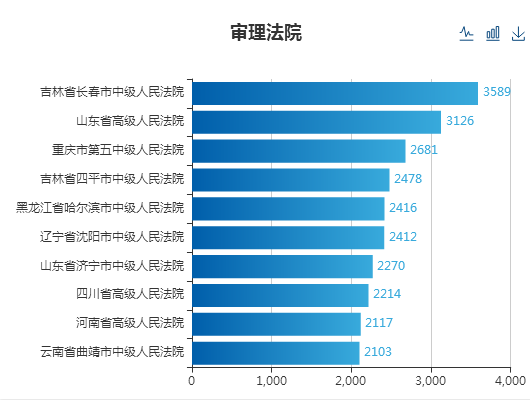 审理法院
吉林省长春市中级人民法院 3589
山东省高级人民法院 3126
重庆市第五中级人民法院 2681
吉林省四平市中级人民法院 2478
黑龙江省哈尔滨市中级人民法院 2416
辽宁省沈阳市中级人民法院 2412
山东省济宁市中级人民法院 2270
四川省高级人民法院 2214
河南省高级人民法院 2117
云南省曲靖市中级人民法院 2103
0 1,000 2,000 3,000 4,000